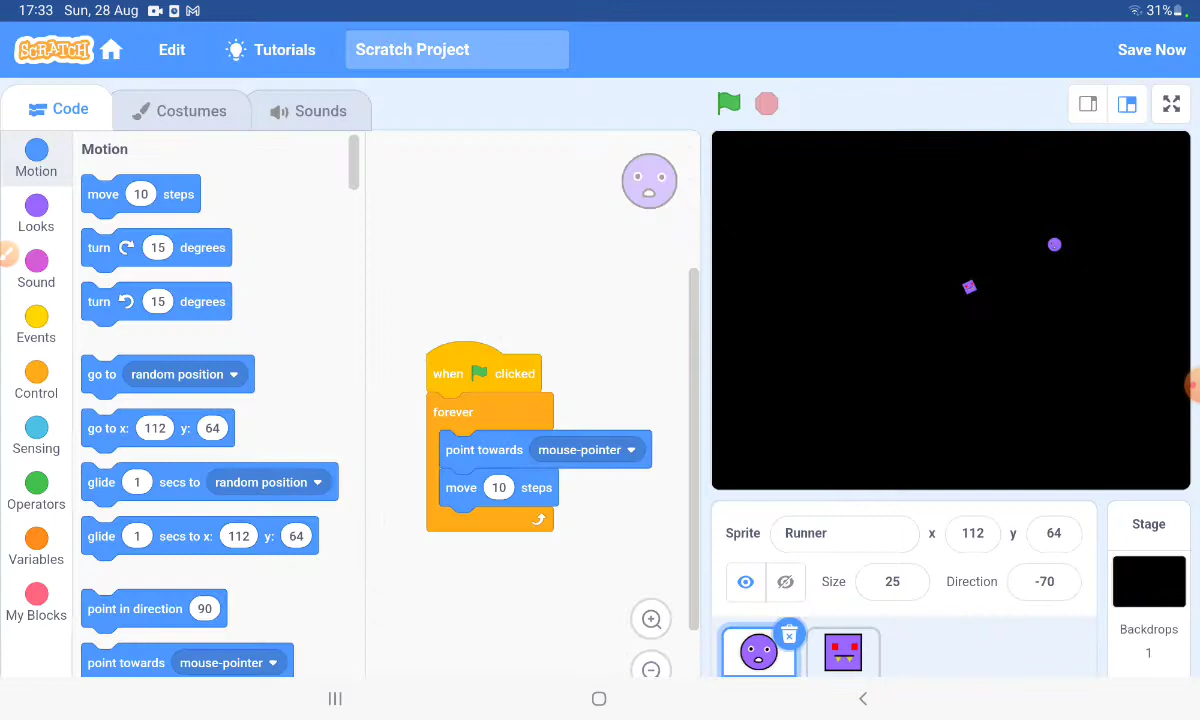 17:33 Sun, 28 Aug
31%
SCRATCH
Edit
Tutorials
Scratch Project
Save Now
Code
Costumes
Sounds
Motion
Looks
Sound
Events
Control
Sensing
Operators
Variables
My Blocks
Motion
move 10 steps
turn 15 degrees
turn 15 degrees
go to random position
go to x: 112 y: 64
glide 1 secs to random position
glide 1 secs to x: 112 y: 64
point in direction 90
point towards mouse-pointer
when clicked
forever
point towards mouse-pointer
move 10 steps
Sprite Runner x 112 y 64
Size 25 Direction -70
Stage
Backdrops
1